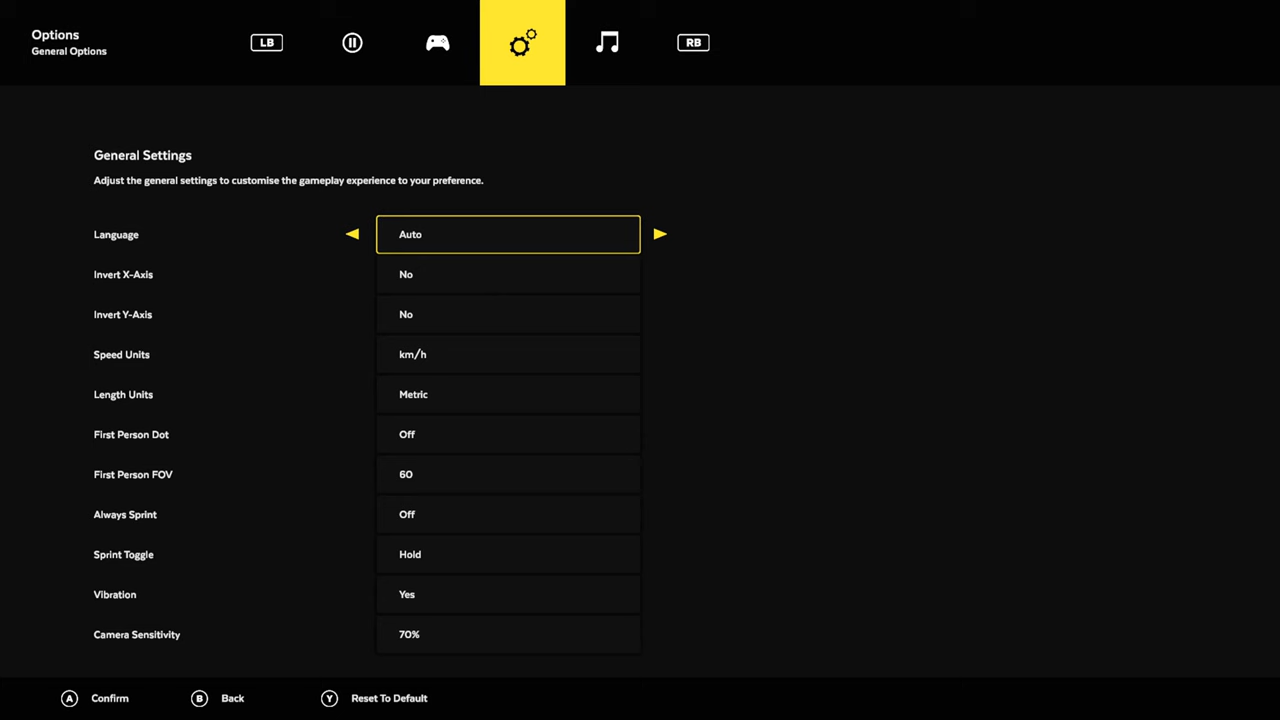 Options
General Options
LB
RB
General Settings
Adjust the general settings to customise the gameplay experience to your preference.
Language Auto
Invert X-Axis No
Invert Y-Axis No
Speed Units km/h
Length Units Metric
First Person Dot Off
First Person FOV 60
Always Sprint Off
Sprint Toggle Hold
Vibration Yes
Camera Sensitivity 70%
A Confirm B Back Y Reset To Default